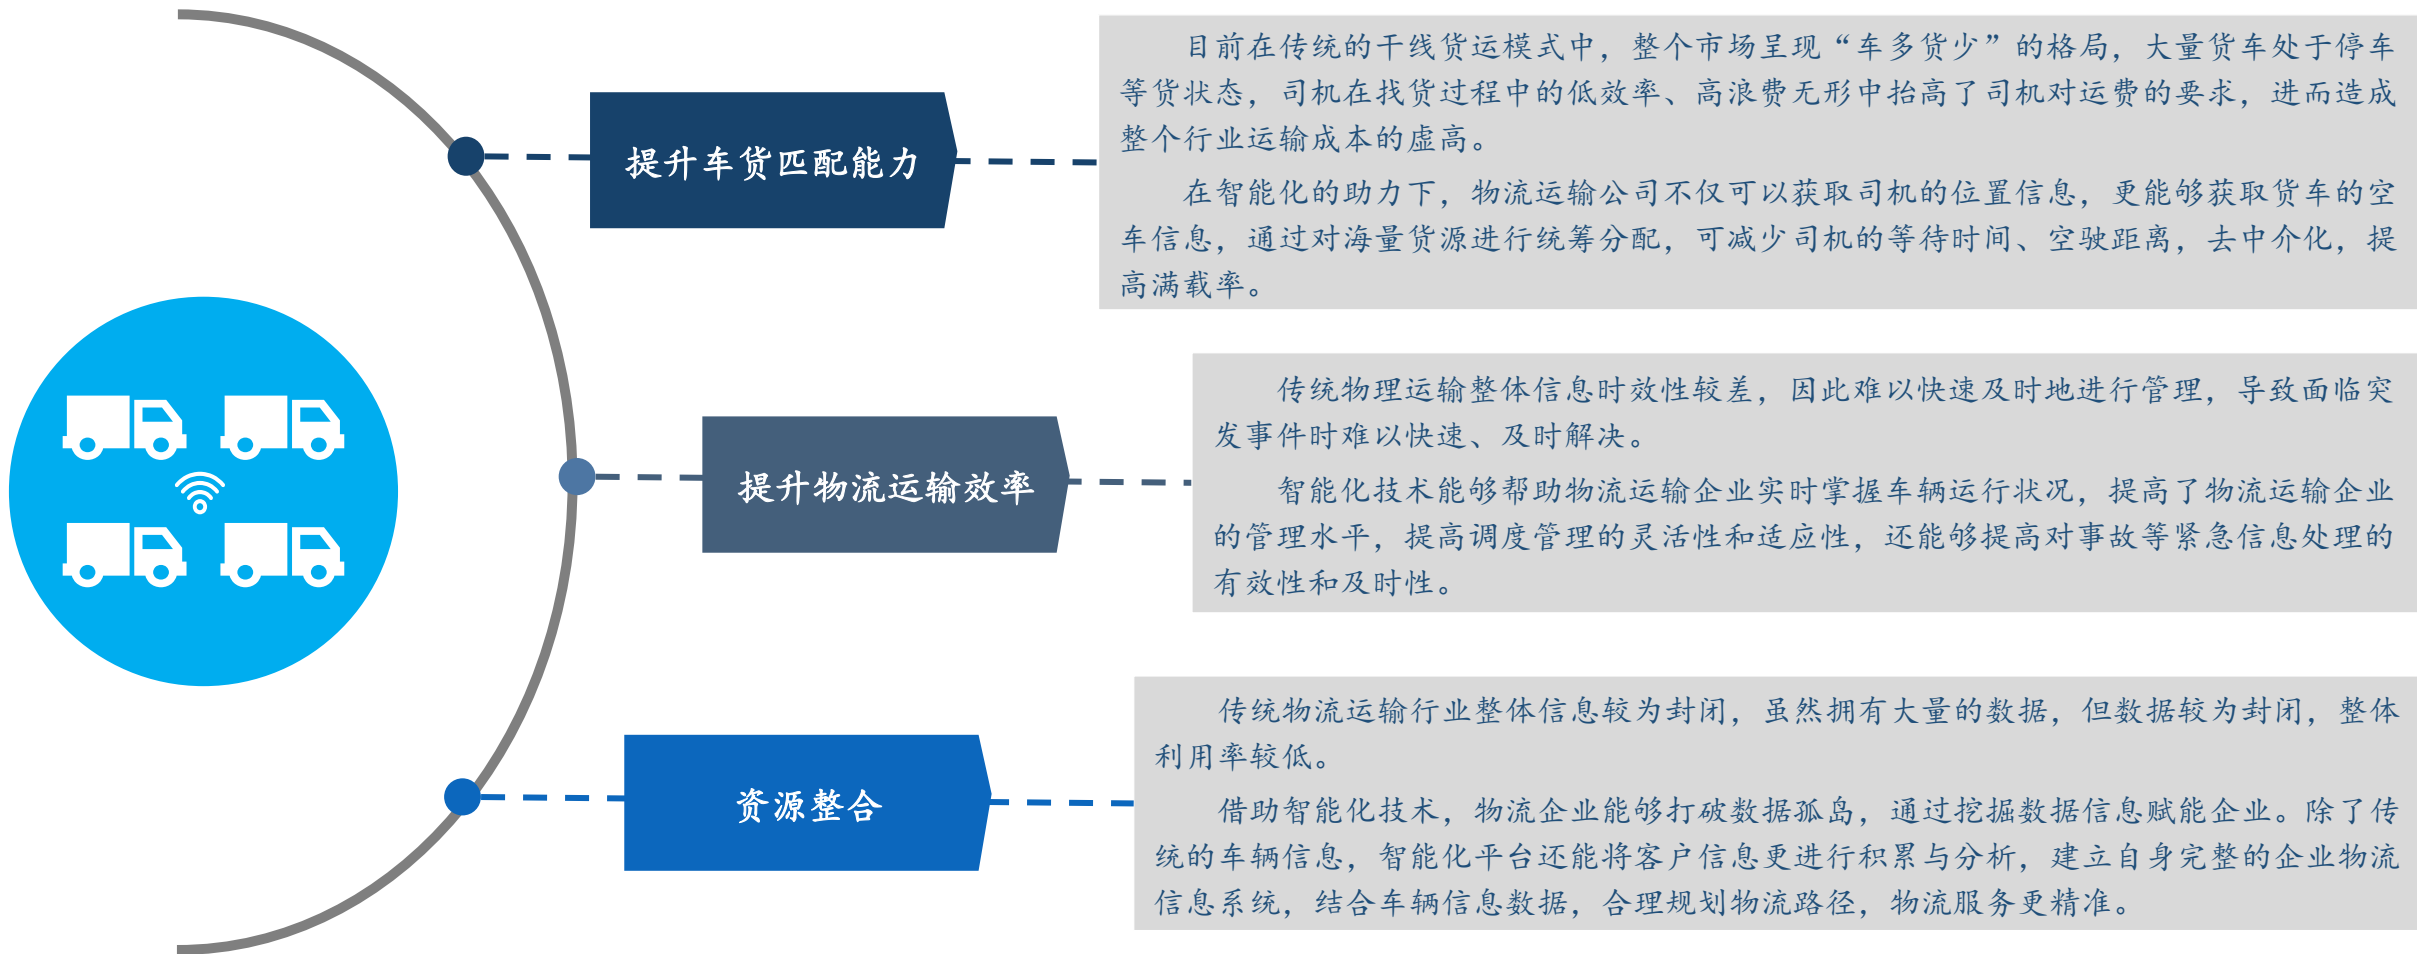 提升车货匹配能力
目前在传统的干线货运模式中，整个市场呈现“车多货少”的格局，大量货车处于停车
等货状态，司机在找货过程中的低效率、高浪费无形中抬高了司机对运费的要求，进而造成
整个行业运输成本的虚高。
在智能化的助力下，物流运输公司不仅可以获取司机的位置信息，更能够获取货车的空
车信息，通过对海量货源进行统筹分配，可减少司机的等待时间、空驶距离，去中介化，提
高满载率。
提升物流运输效率
传统物理运输整体信息时效性较差，因此难以快速及时地进行管理，导致面临突
发事件时难以快速、及时解决。
智能化技术能够帮助物流运输企业实时掌握车辆运行状况，提高了物流运输企业
的管理水平，提高调度管理的灵活性和适应性，还能够提高对事故等紧急信息处理的
有效性和及时性。
资源整合
传统物流运输行业整体信息较为封闭，虽然拥有大量的数据，但数据较为封闭，整体
利用率较低。
借助智能化技术，物流企业能够打破数据孤岛，通过挖掘数据信息赋能企业。除了传
统的车辆信息，智能化平台还能将客户信息更进行积累与分析，建立自身完整的企业物流
信息系统，结合车辆信息数据，合理规划物流路径，物流服务更精准。